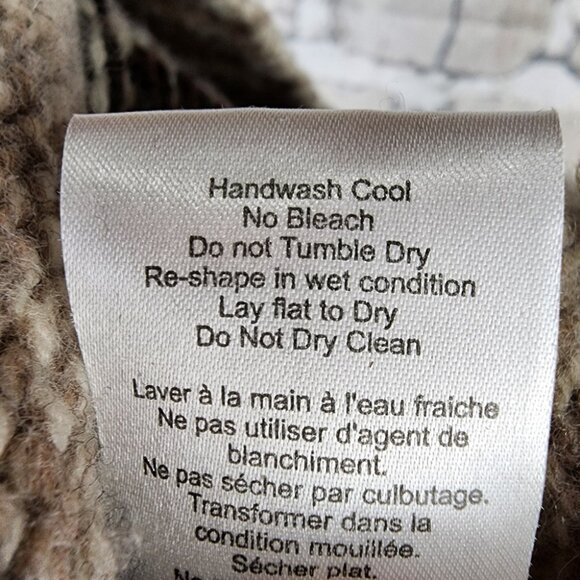 Handwash Cool
No Bleach
Do not Tumble Dry
Re-shape in wet condition
Lay flat to Dry
Do Not Dry Clean
Laver à la main à l'eau fraiche
Ne pas utiliser d'agent de
blanchiment.
Ne pas sécher par culbutage.
Transformer dans la
condition mouillée.
Sécher plat.